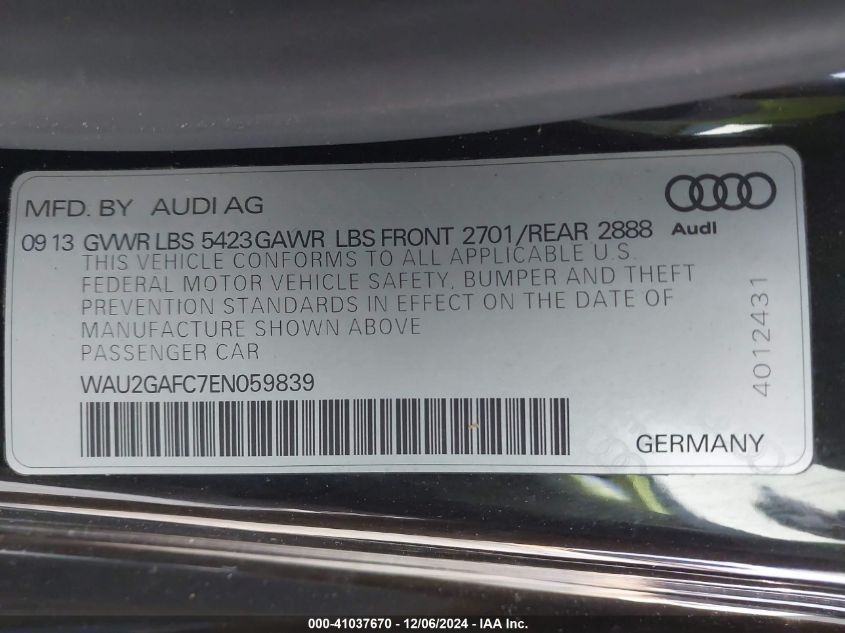 MFD. BY AUDI AG
09 13 GVWR LBS 5423 GAWR LBS FRONT 2701/REAR 2888
Audi
THIS VEHICLE CONFORMS TO ALL APPLICABLE U.S.
FEDERAL MOTOR VEHICLE SAFETY, BUMPER AND THEFT
PREVENTION STANDARDS IN EFFECT ON THE DATE OF
MANUFACTURE SHOWN ABOVE
PASSENGER CAR
WAU2GAFC7EN059839
4012431
GERMANY
000-41037670 - 12/06/2024 - IAA Inc.